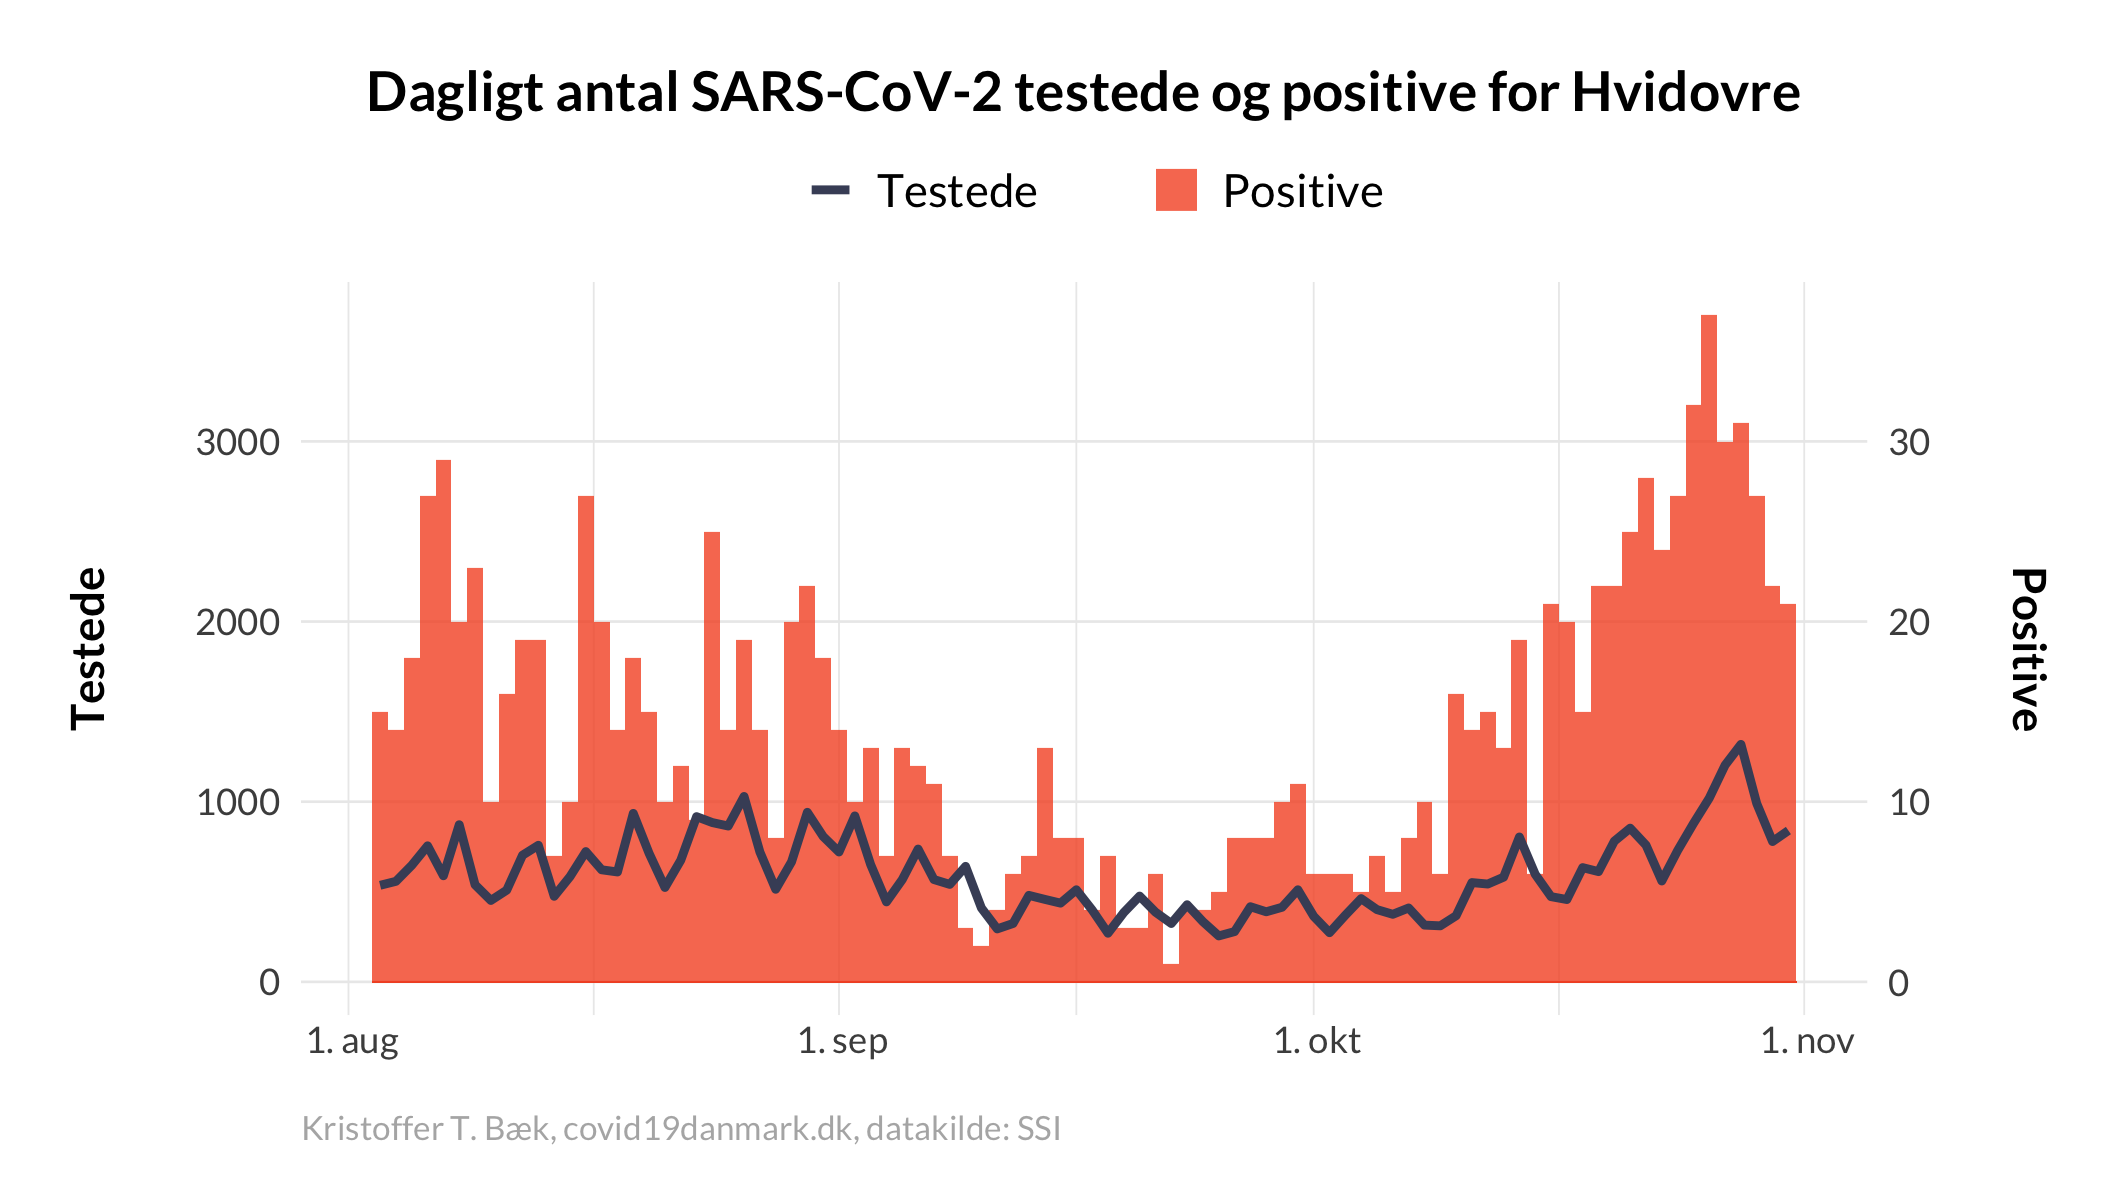 Dagligt antal SARS-CoV-2 testede og positive for Hvidovre
Testede Positive
Testede
3000
2000
1000
0
30
20
10
0
Positive
1. aug 1. sep 1. okt 1. nov
Kristoffer T. Bæk, covid19danmark.dk, datakilde: SSI